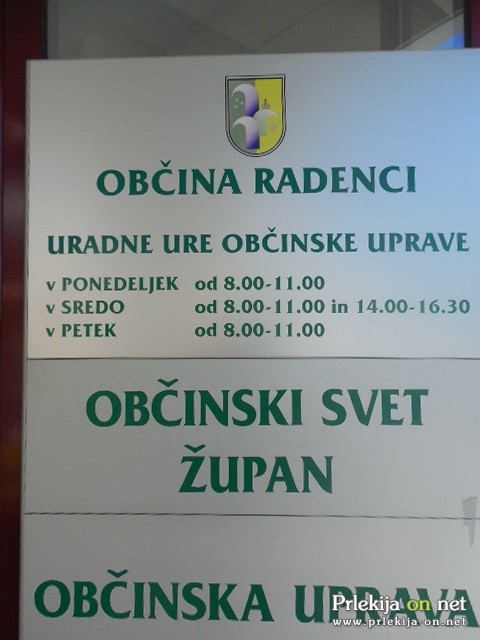 OBČINA RADENCI
URADNE URE OBČINSKE UPRAVE
v PONEDELJEK od 8.00-11.00
v SREDO od 8.00-11.00 in 14.00-16.30
v PETEK od 8.00-11.00
OBČINSKI SVET
ŽUPAN
OBČINSKA UPRAVA
Prlekija on net
www.prlekija-on.net